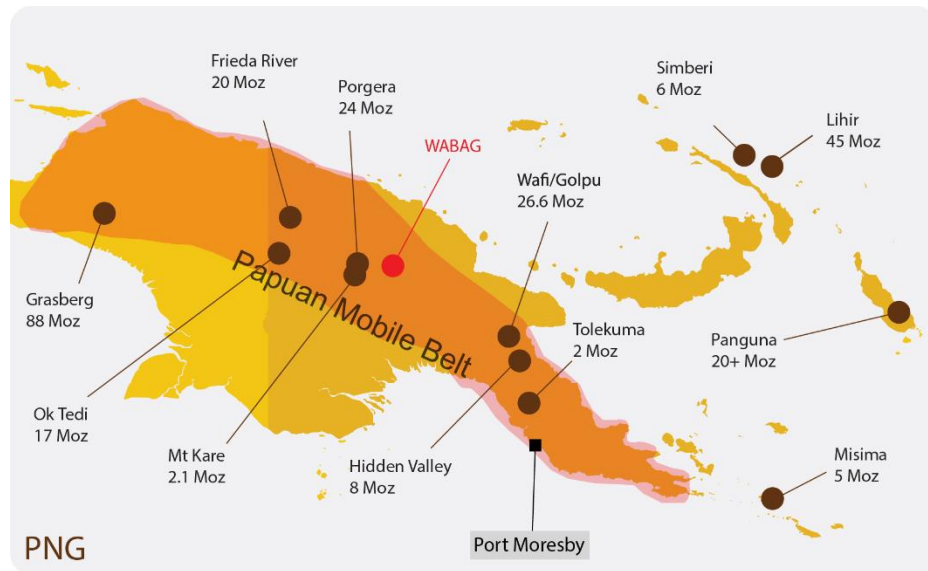 Frieda River
20 Moz
Porgera
24 Moz
Simberi
6 Moz
Lihir
45 Moz
WABAG
Wafi/Golpu
26.6 Moz
Grasberg
88 Moz
Papuan Mobile Belt
Tolekuma
2 Moz
Panguna
20+ Moz
Ok Tedi
17 Moz
Mt Kare
2.1 Moz
Hidden Valley
8 Moz
Misima
5 Moz
Port Moresby
PNG